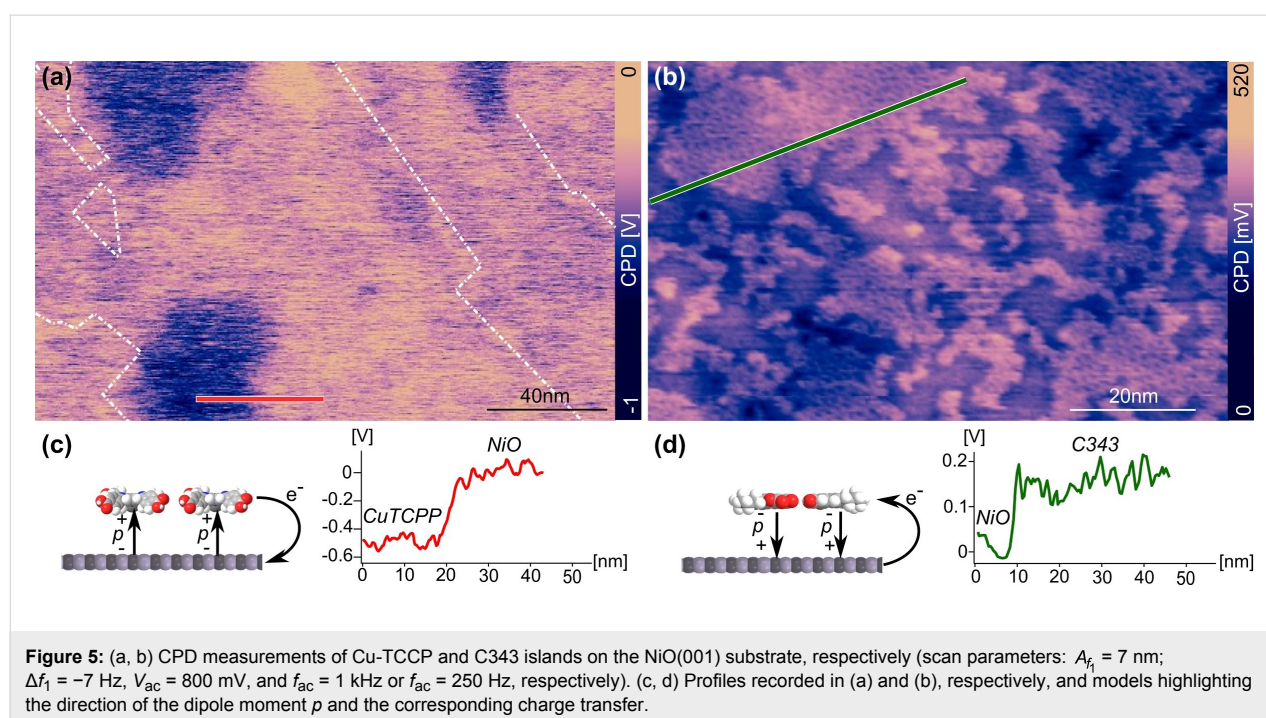 (a)
0
CPD [V]
-1
40nm
(b)
520
CPD [mV]
0
20nm
(c)
+ +
p p
- -
e-
[V]
NiO
0
-0.2
CuTCPP
-0.4
-0.6
0 10 20 30 40 50 [nm]
(d)
- -
p p
+ +
e-
[V]
C343
0.2
0.1
NiO
0
0 10 20 30 40 50 [nm]
Figure 5: (a, b) CPD measurements of Cu-TCCP and C343 islands on the NiO(001) substrate, respectively (scan parameters: Af1 = 7 nm;
Δf1 = −7 Hz, Vac = 800 mV, and fac = 1 kHz or fac = 250 Hz, respectively). (c, d) Profiles recorded in (a) and (b), respectively, and models highlighting
the direction of the dipole moment p and the corresponding charge transfer.